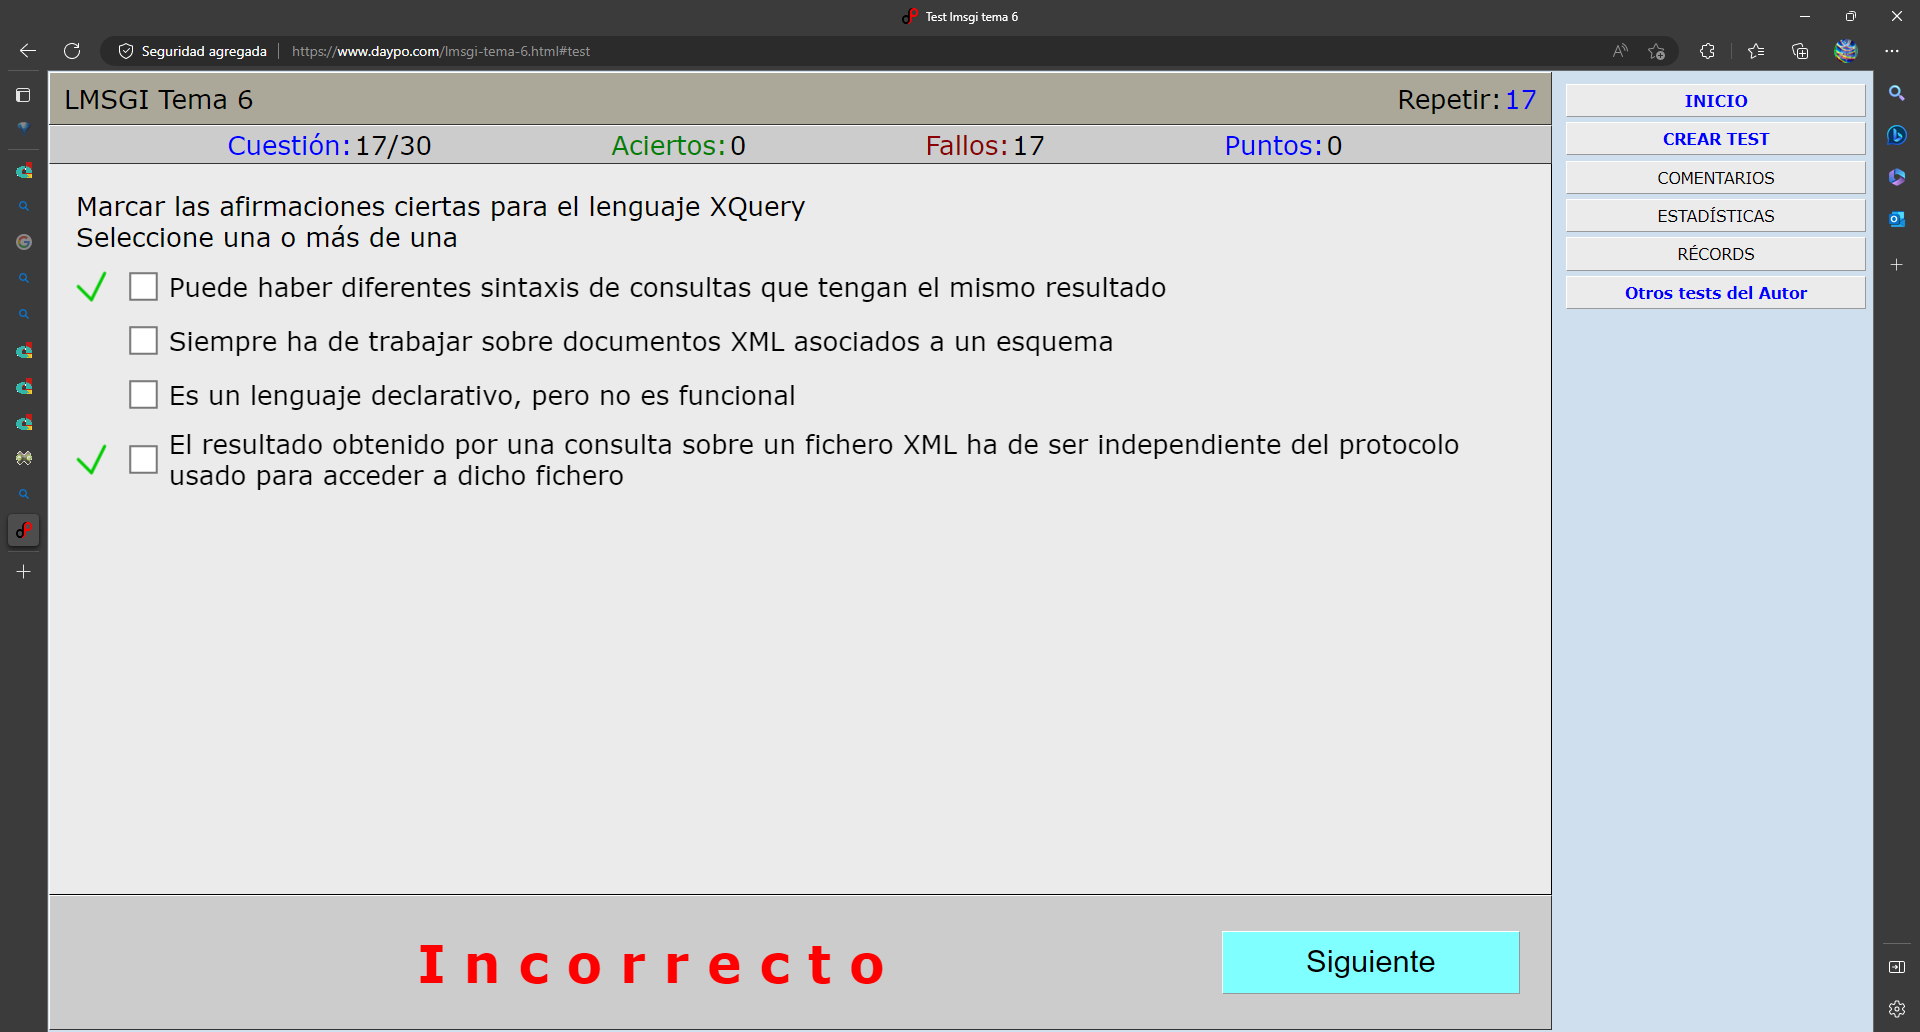 Test lmsgi tema 6
Seguridad agregada
https://www.daypo.com/lmsgi-tema-6.html#test
LMSGI Tema 6
Repetir: 17
Cuestión: 17/30
Aciertos: 0
Fallos: 17
Puntos: 0
Marcar las afirmaciones ciertas para el lenguaje XQuery
Seleccione una o más de una
Puede haber diferentes sintaxis de consultas que tengan el mismo resultado
Siempre ha de trabajar sobre documentos XML asociados a un esquema
Es un lenguaje declarativo, pero no es funcional
El resultado obtenido por una consulta sobre un fichero XML ha de ser independiente del protocolo
usado para acceder a dicho fichero
Incorrecto
Siguiente
INICIO
CREAR TEST
COMENTARIOS
ESTADÍSTICAS
RÉCORDS
Otros tests del Autor